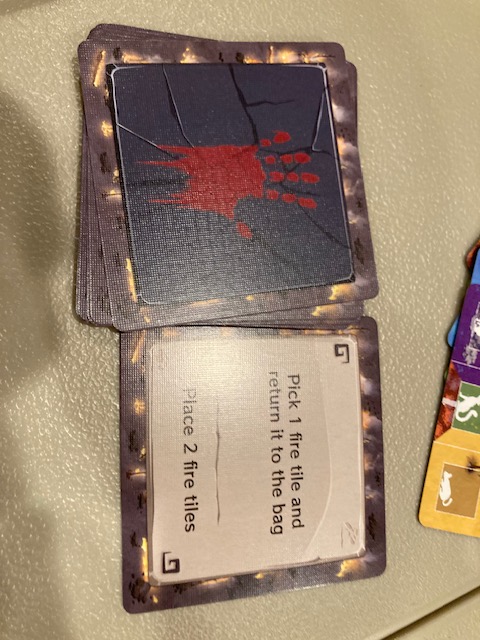 Pick 1 fire tile and
return it to the bag
Place 2 fire tiles